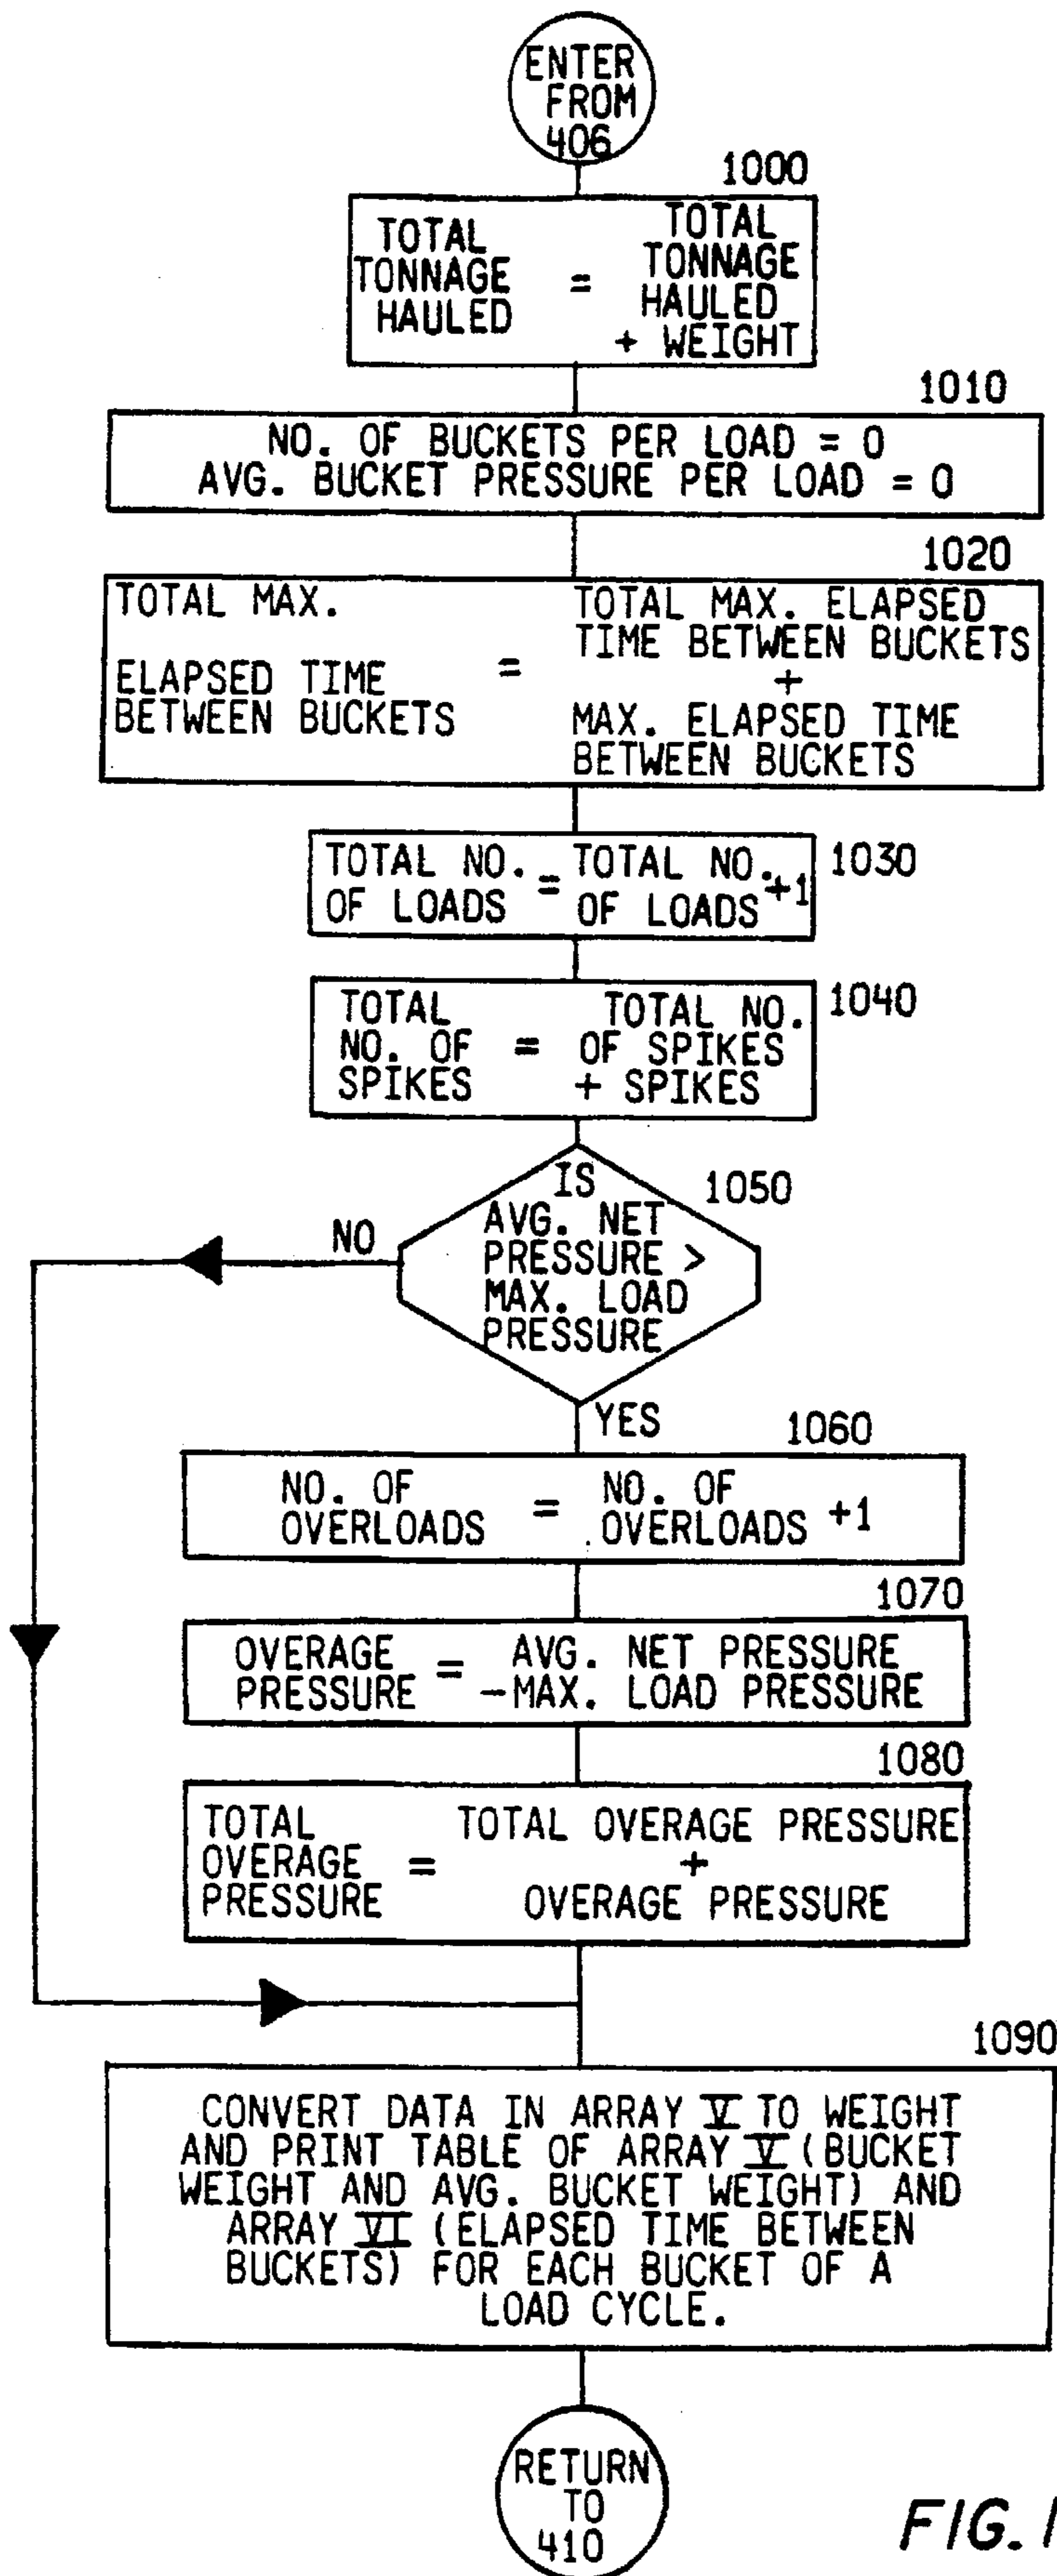 ENTER
FROM
406
1000
TOTAL
TONNAGE
HAULED
=
TOTAL
TONNAGE
HAULED
+ WEIGHT
1010
NO. OF BUCKETS PER LOAD = 0
AVG. BUCKET PRESSURE PER LOAD = 0
1020
TOTAL MAX.
ELAPSED TIME
BETWEEN BUCKETS
=
TOTAL MAX. ELAPSED
TIME BETWEEN BUCKETS
+
MAX. ELAPSED TIME
BETWEEN BUCKETS
1030
TOTAL NO.
OF LOADS
=
TOTAL NO.
OF LOADS
+1
1040
TOTAL
NO. OF
SPIKES
=
TOTAL NO.
OF SPIKES
+ SPIKES
1050
IS
AVG. NET
PRESSURE >
MAX. LOAD
PRESSURE
NO
YES
1060
NO. OF
OVERLOADS
=
NO. OF
OVERLOADS
+1
1070
OVERAGE
PRESSURE
=
AVG. NET PRESSURE
-MAX. LOAD PRESSURE
1080
TOTAL
OVERAGE
PRESSURE
=
TOTAL OVERAGE PRESSURE
+
OVERAGE PRESSURE
1090
CONVERT DATA IN ARRAY V TO WEIGHT
AND PRINT TABLE OF ARRAY V (BUCKET
WEIGHT AND AVG. BUCKET WEIGHT) AND
ARRAY VI (ELAPSED TIME BETWEEN
BUCKETS) FOR EACH BUCKET OF A
LOAD CYCLE.
RETURN
TO
410
FIG.